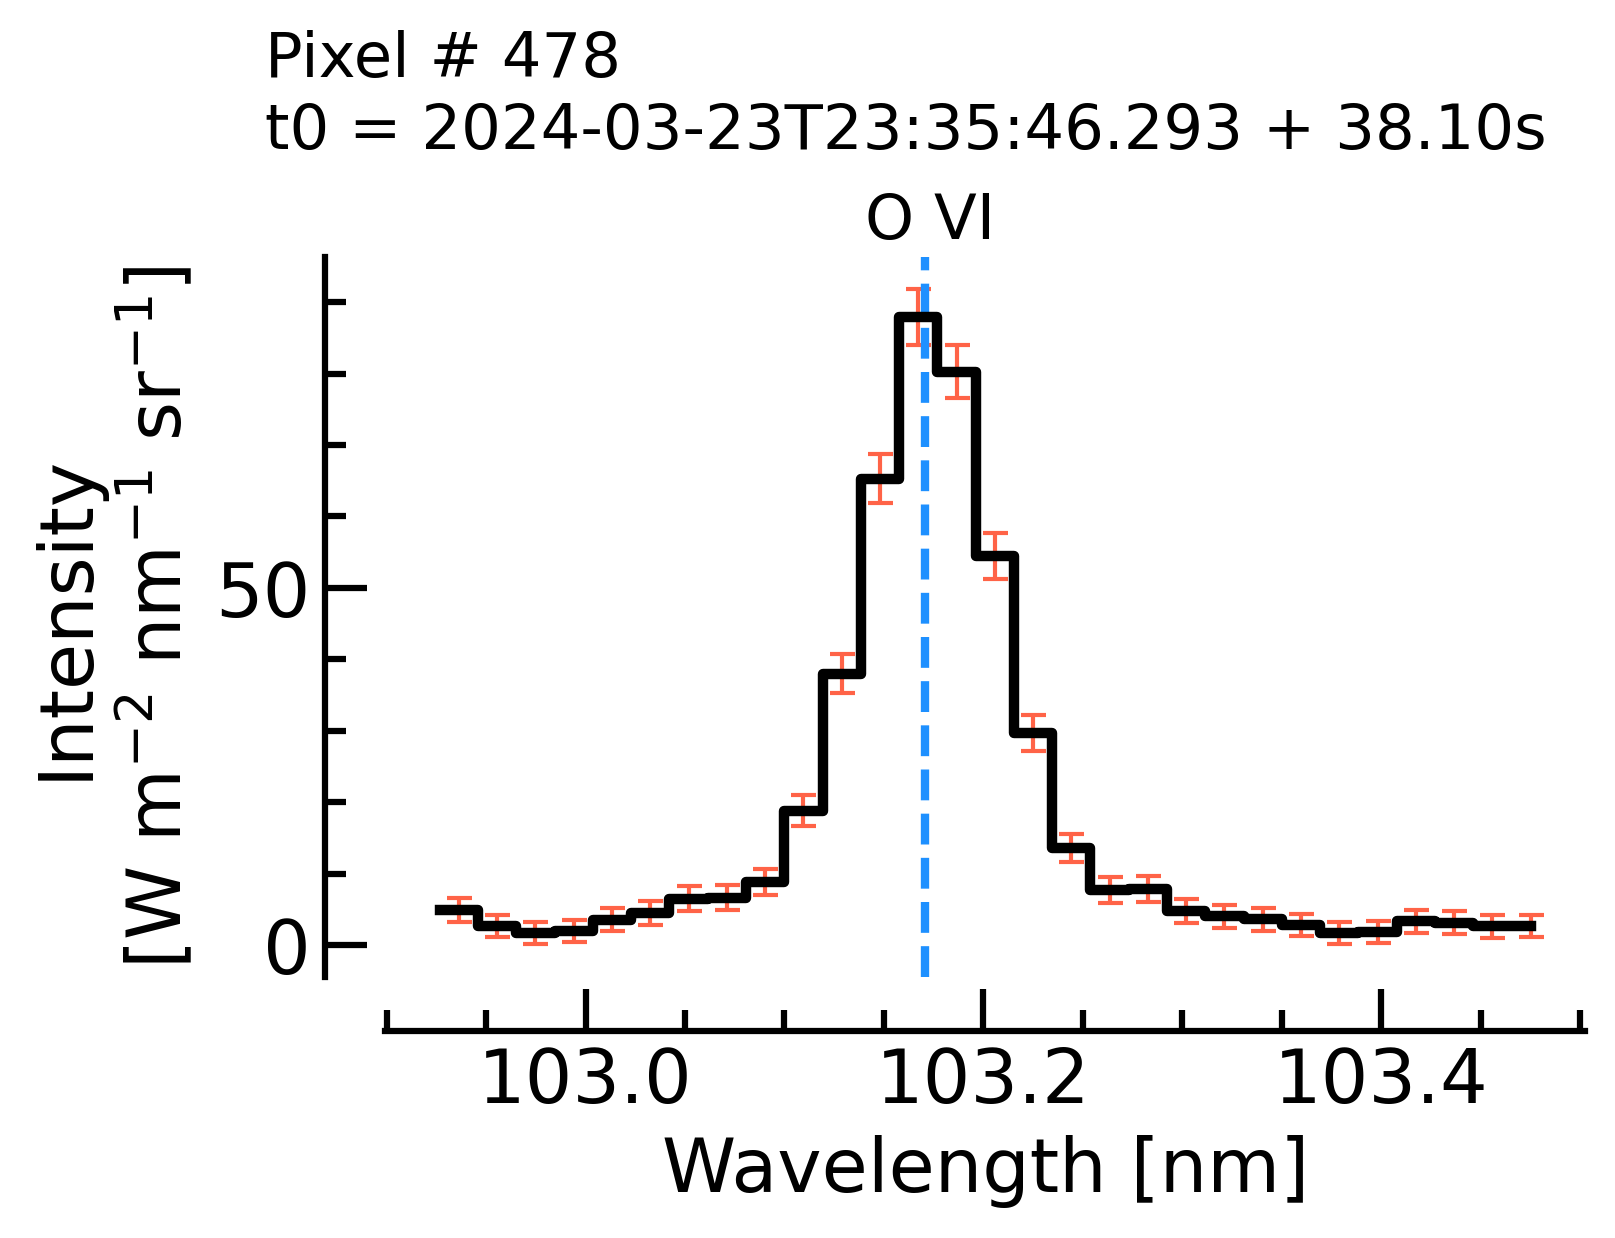 Pixel # 478
t0 = 2024-03-23T23:35:46.293 + 38.10s
O VI
Intensity
[W m⁻² nm⁻¹ sr⁻¹]
50
0
103.0 103.2 103.4
Wavelength [nm]